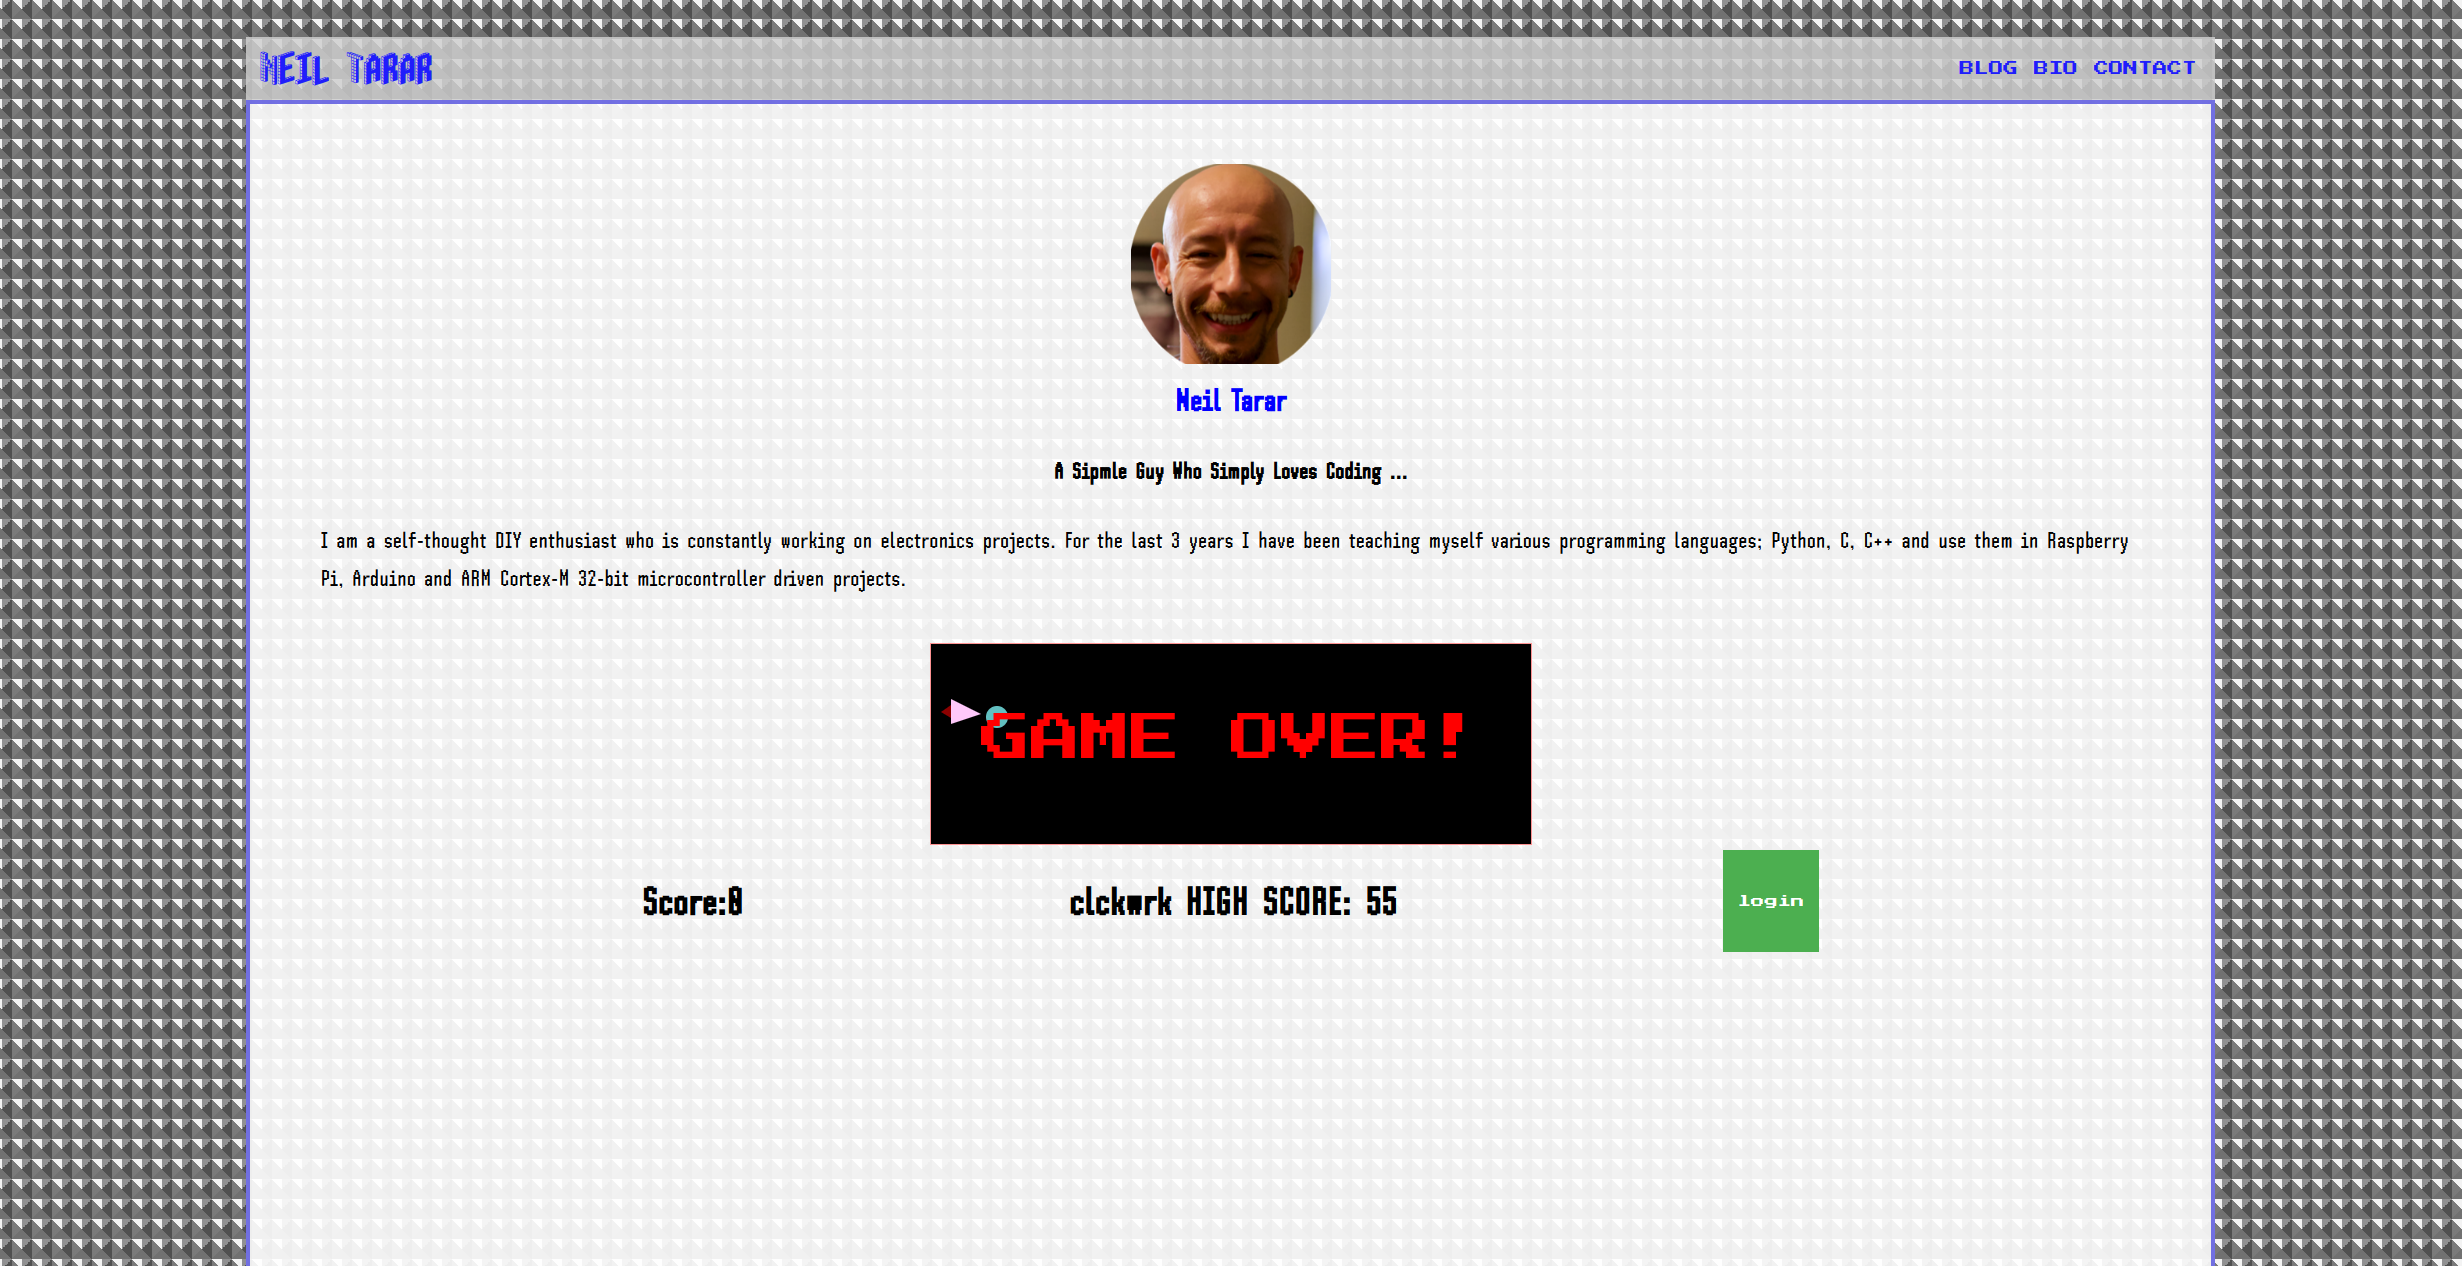 NEIL TARAR
BLOG BIO CONTACT
Neil Tarar
A Sipmle Guy Who Simply Loves Coding ...
I am a self-thought DIY enthusiast who is constantly working on electronics projects. For the last 3 years I have been teaching myself various programming languages; Python, C, C++ and use them in Raspberry
Pi, Arduino and ARM Cortex-M 32-bit microcontroller driven projects.
GAME OVER!
Score:0
clckwrk HIGH SCORE: 55
login